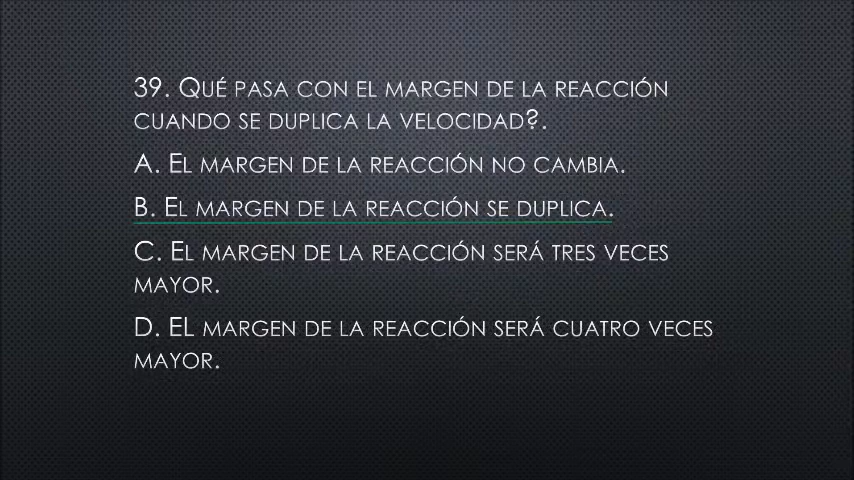 39. Qué pasa con el margen de la reacción
cuando se duplica la velocidad?.
A. El margen de la reacción no cambia.
B. El margen de la reacción se duplica.
C. El margen de la reacción será tres veces
mayor.
D. EL margen de la reacción será cuatro veces
mayor.